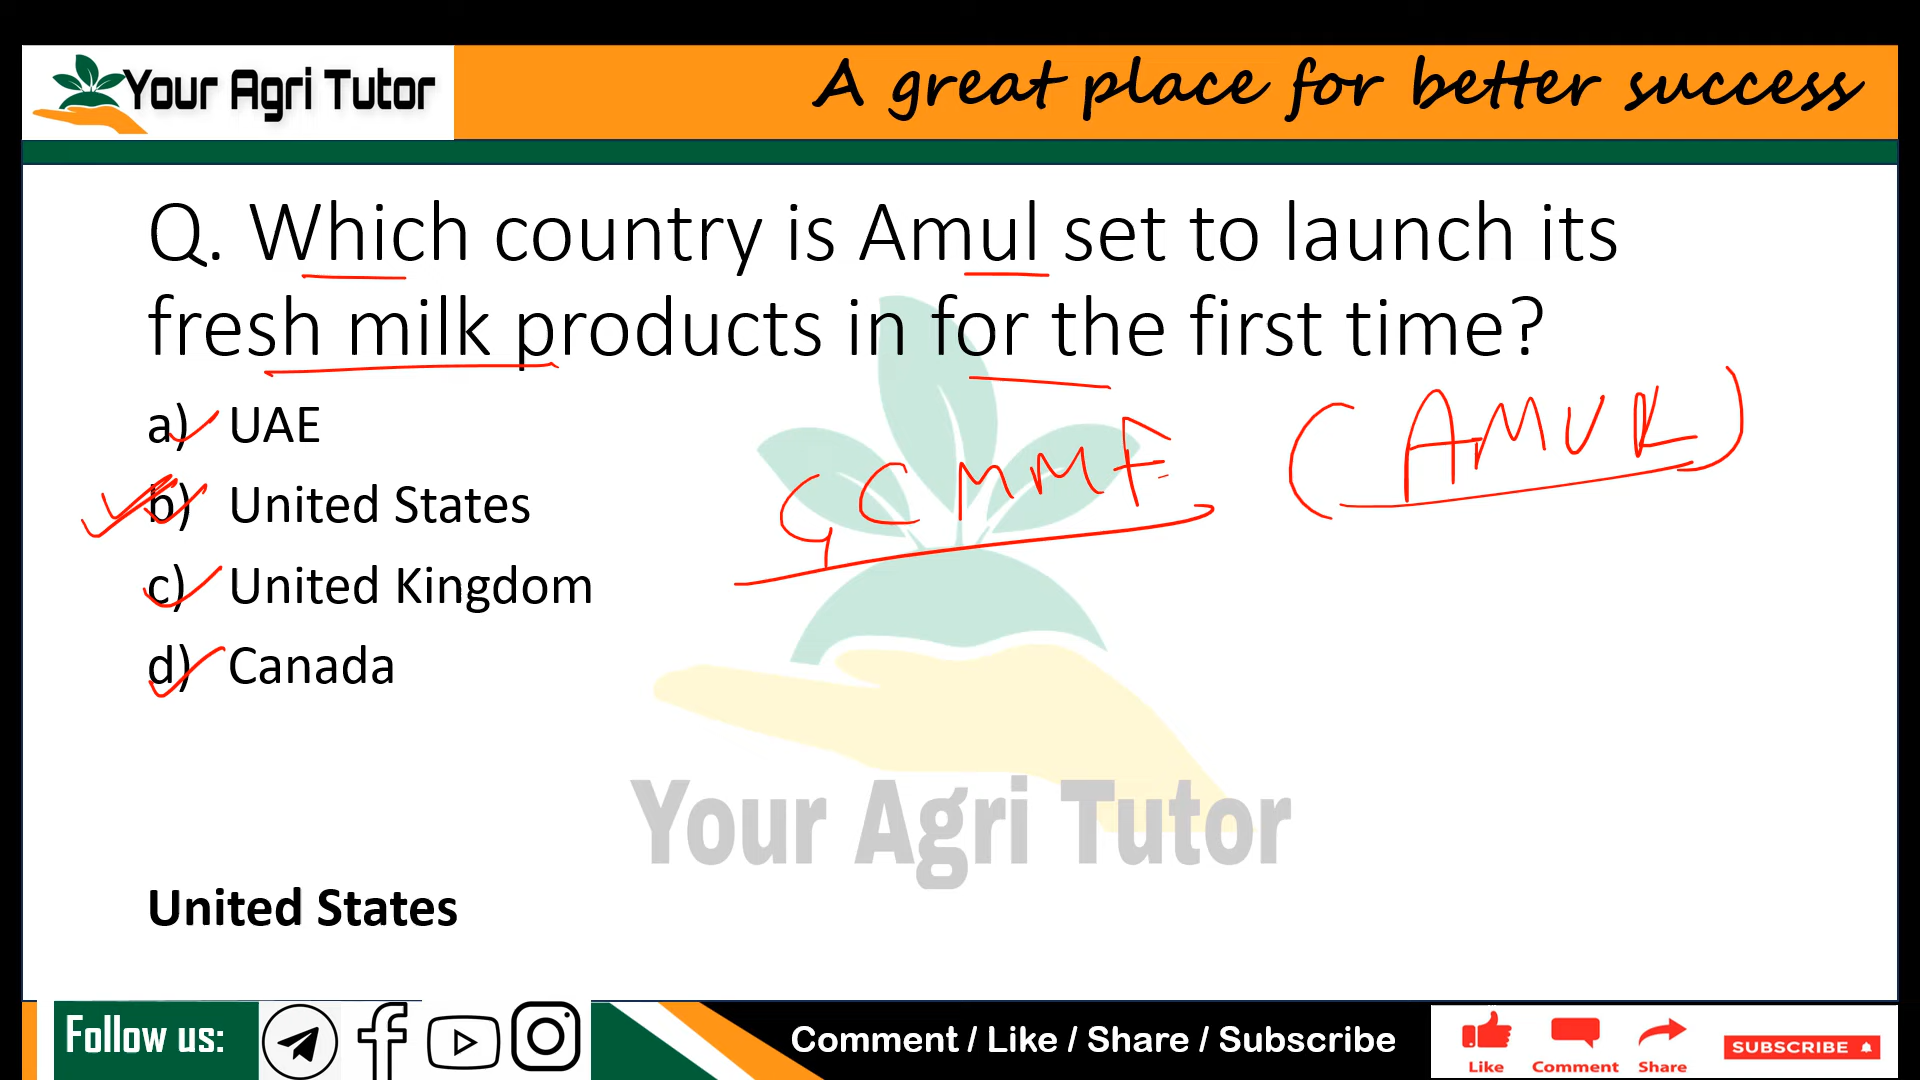 Your Agri Tutor
A great place for better success
Q. Which country is Amul set to launch its
fresh milk products in for the first time?
a) UAE
b) United States
c) United Kingdom
d) Canada
GCMMF (AMUL)
Your Agri Tutor
United States
Follow us:
Comment / Like / Share / Subscribe
Like Comment Share
SUBSCRIBE